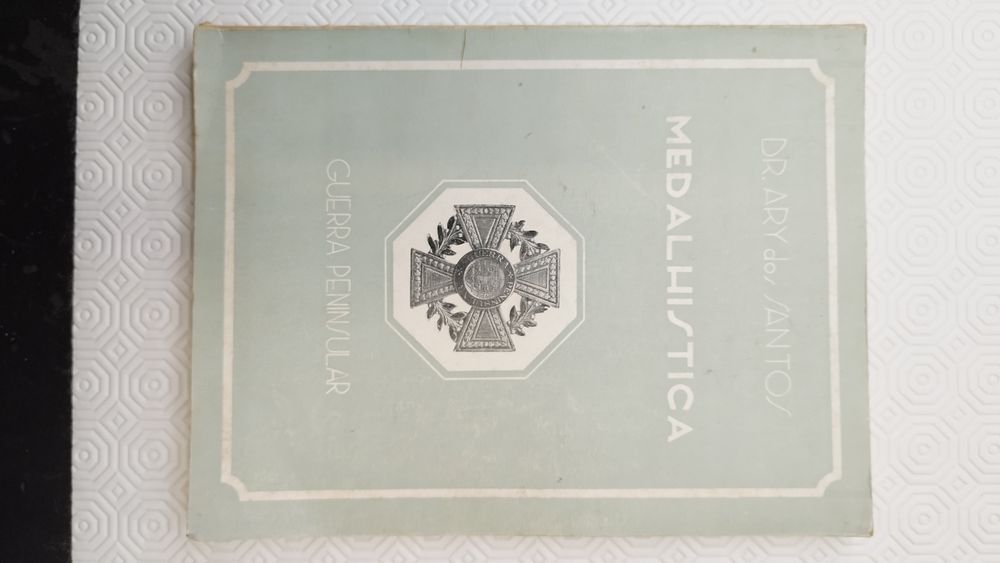 DR. ARY dos SANTOS
MEDALHISTICA
GUERRA PENINSULAR